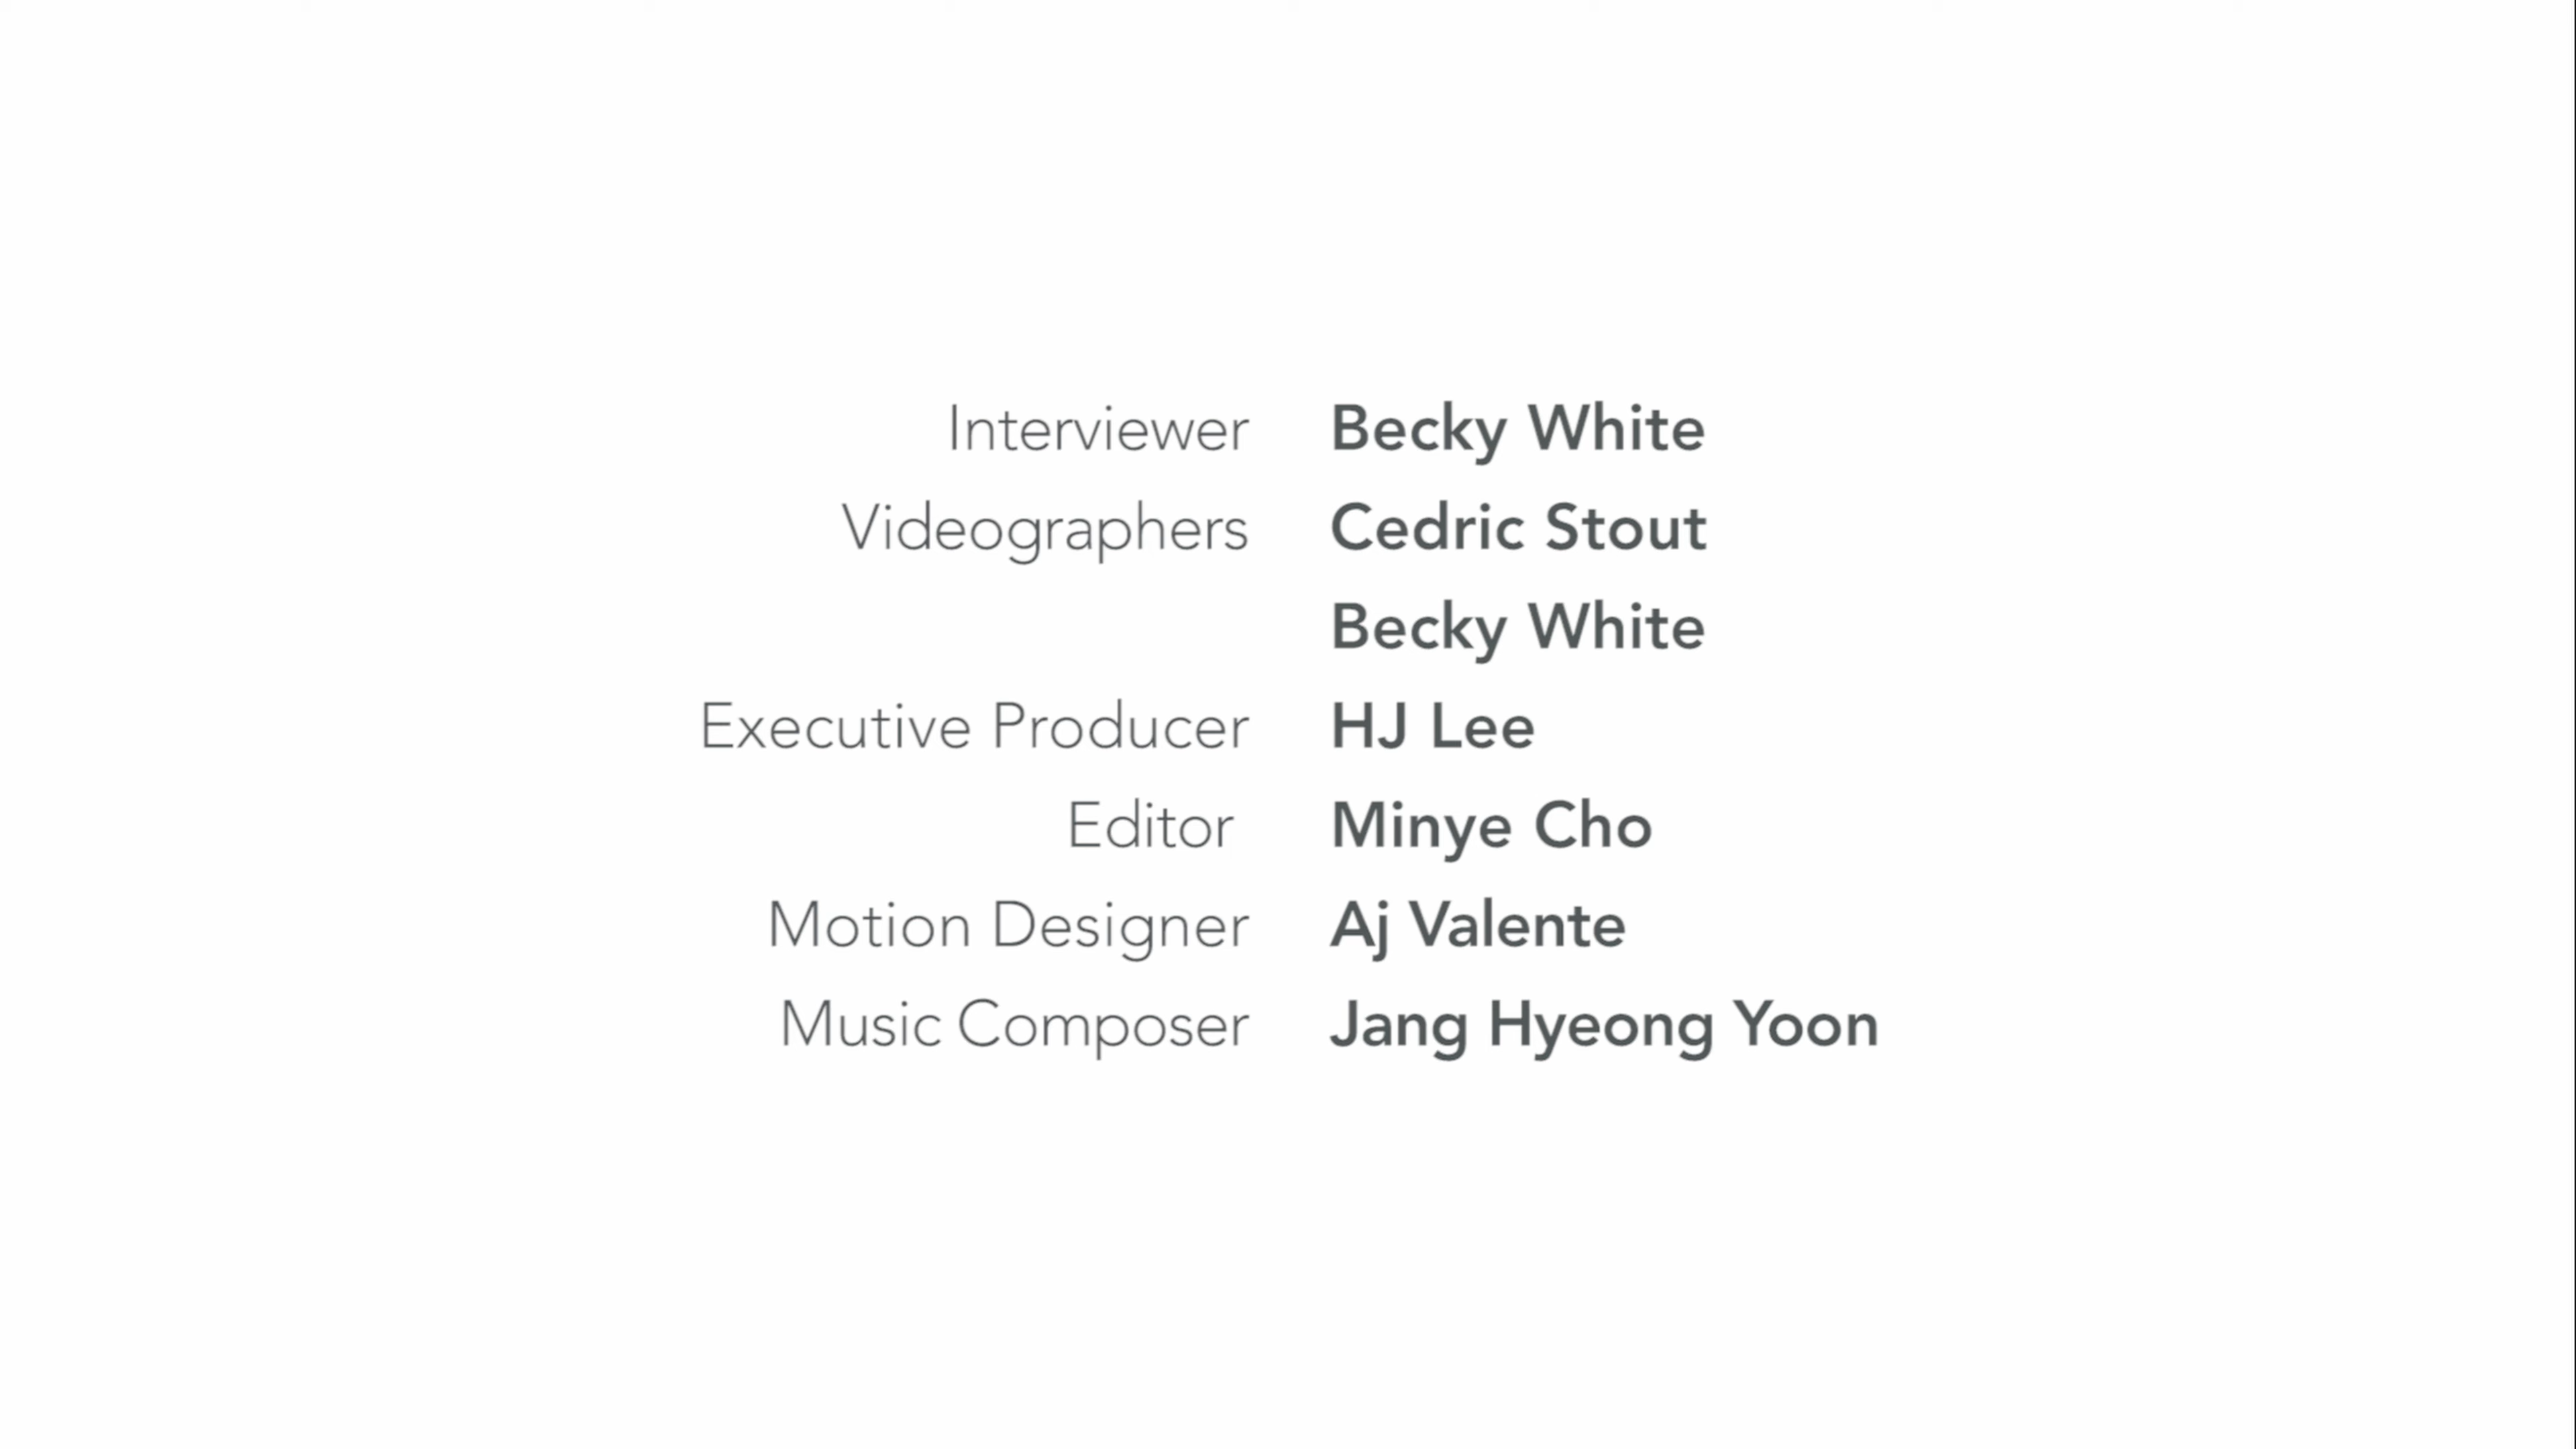 Interviewer Becky White
Videographers Cedric Stout
Becky White
Executive Producer HJ Lee
Editor Minye Cho
Motion Designer Aj Valente
Music Composer Jang Hyeong Yoon